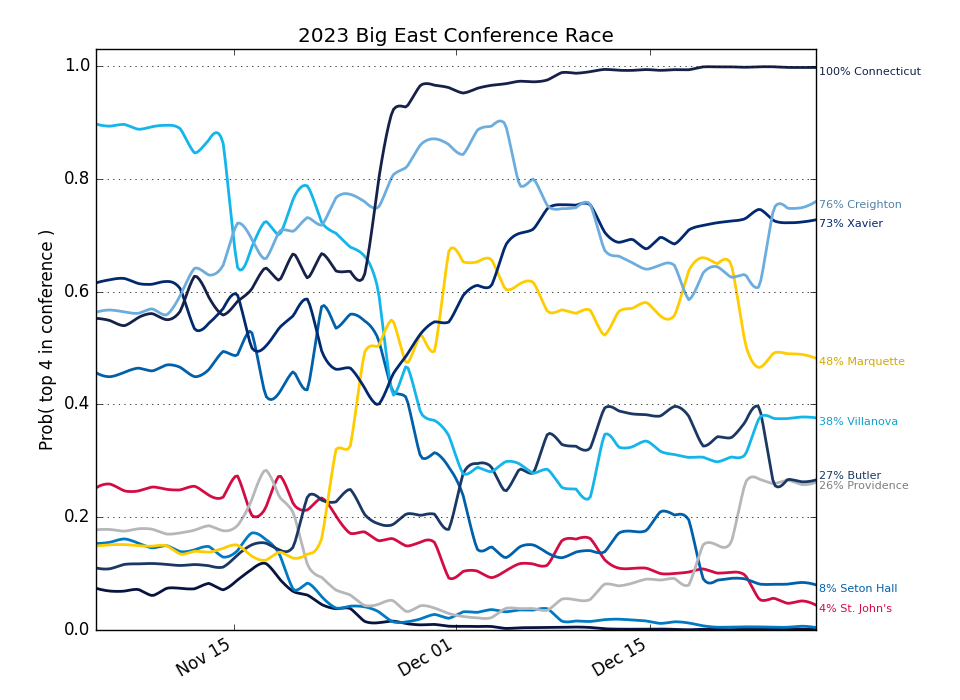 2023 Big East Conference Race
Prob( top 4 in conference )
1.0
0.8
0.6
0.4
0.2
0.0
Nov 15
Dec 01
Dec 15
100% Connecticut
76% Creighton
73% Xavier
48% Marquette
38% Villanova
27% Butler
26% Providence
8% Seton Hall
4% St. John's